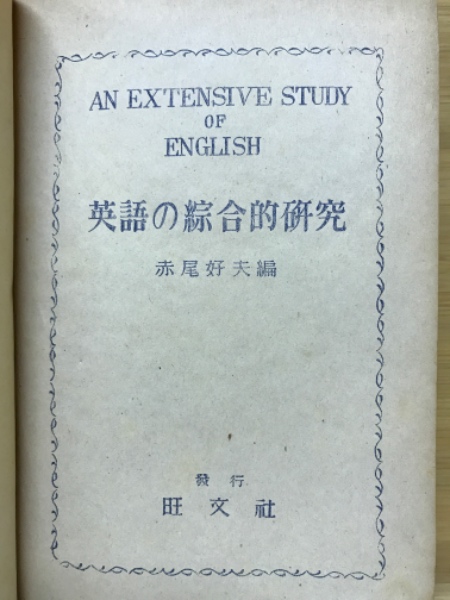 AN EXTENSIVE STUDY
OF
ENGLISH
英語の綜合的研究
赤尾好夫編
發行
旺文社